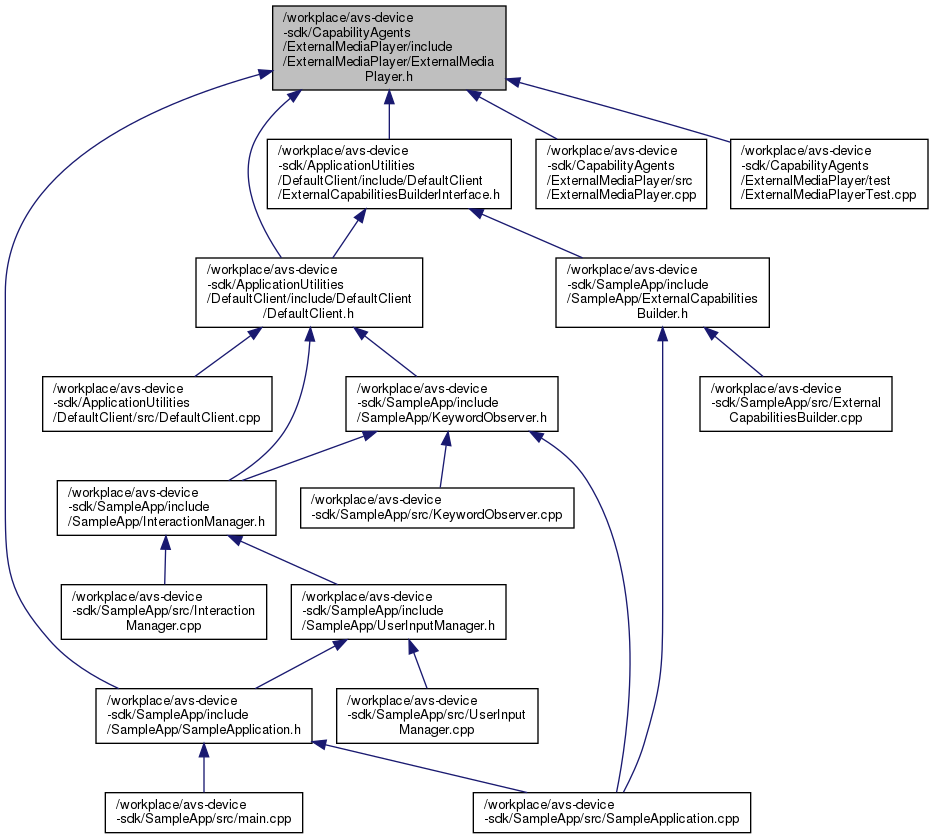 /workplace/avs-device
-sdk/CapabilityAgents
/ExternalMediaPlayer/include
/ExternalMediaPlayer/ExternalMedia
Player.h
/workplace/avs-device
-sdk/ApplicationUtilities
/DefaultClient/include/DefaultClient
/ExternalCapabilitiesBuilderInterface.h
/workplace/avs-device
-sdk/CapabilityAgents
/ExternalMediaPlayer/src
/ExternalMediaPlayer.cpp
/workplace/avs-device
-sdk/CapabilityAgents
/ExternalMediaPlayer/test
/ExternalMediaPlayerTest.cpp
/workplace/avs-device
-sdk/ApplicationUtilities
/DefaultClient/include/DefaultClient
/DefaultClient.h
/workplace/avs-device
-sdk/SampleApp/include
/SampleApp/ExternalCapabilities
Builder.h
/workplace/avs-device
-sdk/ApplicationUtilities
/DefaultClient/src/DefaultClient.cpp
/workplace/avs-device
-sdk/SampleApp/include
/SampleApp/KeywordObserver.h
/workplace/avs-device
-sdk/SampleApp/src/External
CapabilitiesBuilder.cpp
/workplace/avs-device
-sdk/SampleApp/include
/SampleApp/InteractionManager.h
/workplace/avs-device
-sdk/SampleApp/src/KeywordObserver.cpp
/workplace/avs-device
-sdk/SampleApp/src/Interaction
Manager.cpp
/workplace/avs-device
-sdk/SampleApp/include
/SampleApp/UserInputManager.h
/workplace/avs-device
-sdk/SampleApp/include
/SampleApp/SampleApplication.h
/workplace/avs-device
-sdk/SampleApp/src/UserInput
Manager.cpp
/workplace/avs-device
-sdk/SampleApp/src/main.cpp
/workplace/avs-device
-sdk/SampleApp/src/SampleApplication.cpp